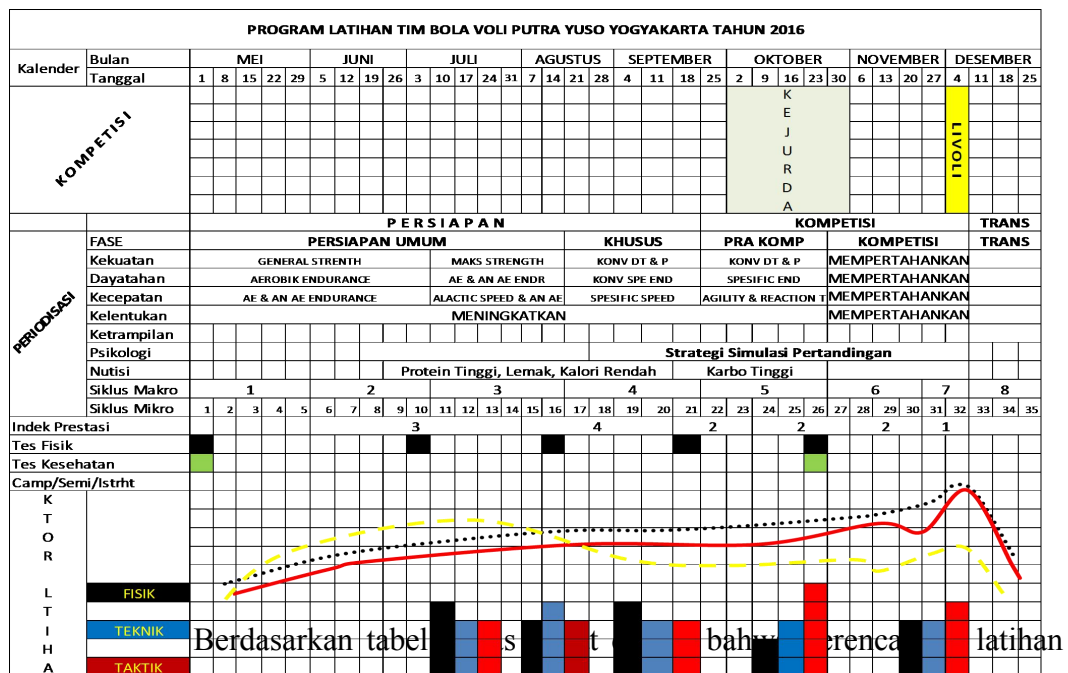 PROGRAM LATIHAN TIM BOLA VOLI PUTRA YUSO YOGYAKARTA TAHUN 2016
Kalender Bulan MEI JUNI JULI AGUSTUS SEPTEMBER OKTOBER NOVEMBER DESEMBER
Tanggal 1 8 15 22 29 5 12 19 26 3 10 17 24 31 7 14 21 28 4 11 18 25 2 9 16 23 30 6 13 20 27 4 11 18 25
KOMPETISI
K
E
J
U
R
D
A
LIVOLI
PERSIAPAN KOMPETISI TRANS
PERIODISASI
FASE PERSIAPAN UMUM KHUSUS PRA KOMP KOMPETISI TRANS
Kekuatan GENERAL STRENTH MAKS STRENGTH KONV DT & P KONV DT & P MEMPERTAHANKAN
Dayatahan AEROBIK ENDURANCE AE & AN AE ENDR KONV SPE END SPESIFIC END MEMPERTAHANKAN
Kecepatan AE & AN AE ENDURANCE ALACTIC SPEED & AN AE SPESIFIC SPEED AGILITY & REACTION T MEMPERTAHANKAN
Kelentukan MENINGKATKAN MEMPERTAHANKAN
Ketrampilan
Psikologi Strategi Simulasi Pertandingan
Nutisi Protein Tinggi, Lemak, Kalori Rendah Karbo Tinggi
Siklus Makro 1 2 3 4 5 6 7 8
Siklus Mikro 1 2 3 4 5 6 7 8 9 10 11 12 13 14 15 16 17 18 19 20 21 22 23 24 25 26 27 28 29 30 31 32 33 34 35
Indek Prestasi 3 4 2 2 2 1
Tes Fisik
Tes Kesehatan
Camp/Semi/Istrht
K
T
O
R
L
T
I
H
A
FISIK
TEKNIK
TAKTIK
Berdasarkan tabel latihan